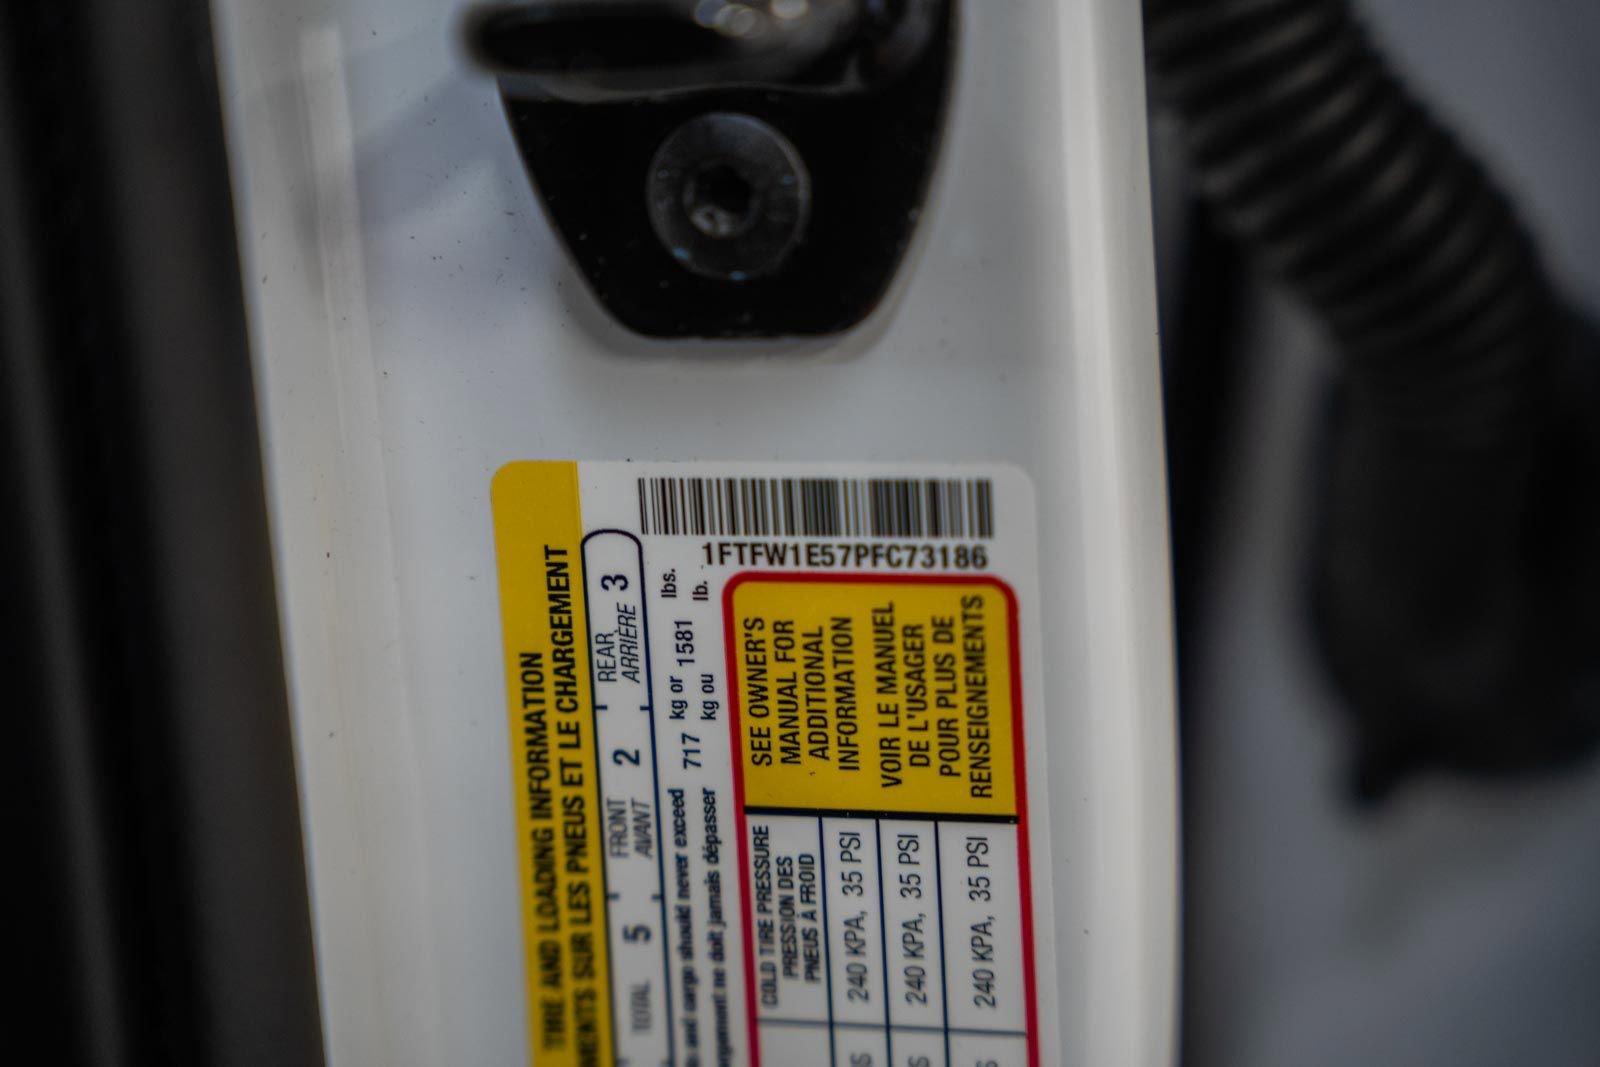 1FTFW1E57PFC73186
TIRE AND LOADING INFORMATION
SUR LES PNEUS ET LE CHARGEMENT
TOTAL 5
FRONT
AVANT 2
REAR
ARRIÈRE 3
and cargo should never exceed 717 kg or 1581 lbs.
ne doit jamais dépasser kg ou lb.
SEE OWNER'S
MANUAL FOR
ADDITIONAL
INFORMATION
VOIR LE MANUEL
DE L'USAGER
POUR PLUS DE
RENSEIGNEMENTS
COLD TIRE PRESSURE
PRESSION DES
PNEUS À FROID
240 KPA, 35 PSI
240 KPA, 35 PSI
240 KPA, 35 PSI